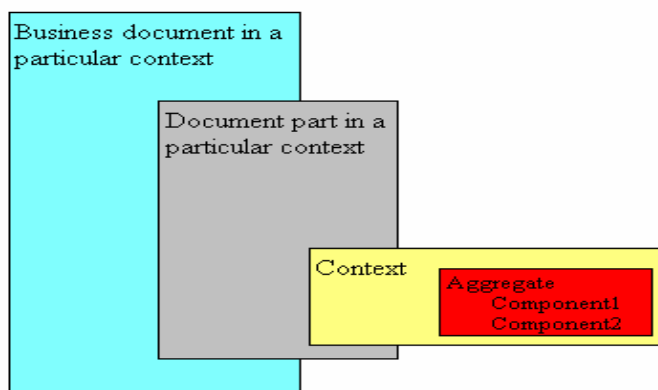 Business document in a
particular context
Document part in a
particular context
Context
Aggregate
Component1
Component2